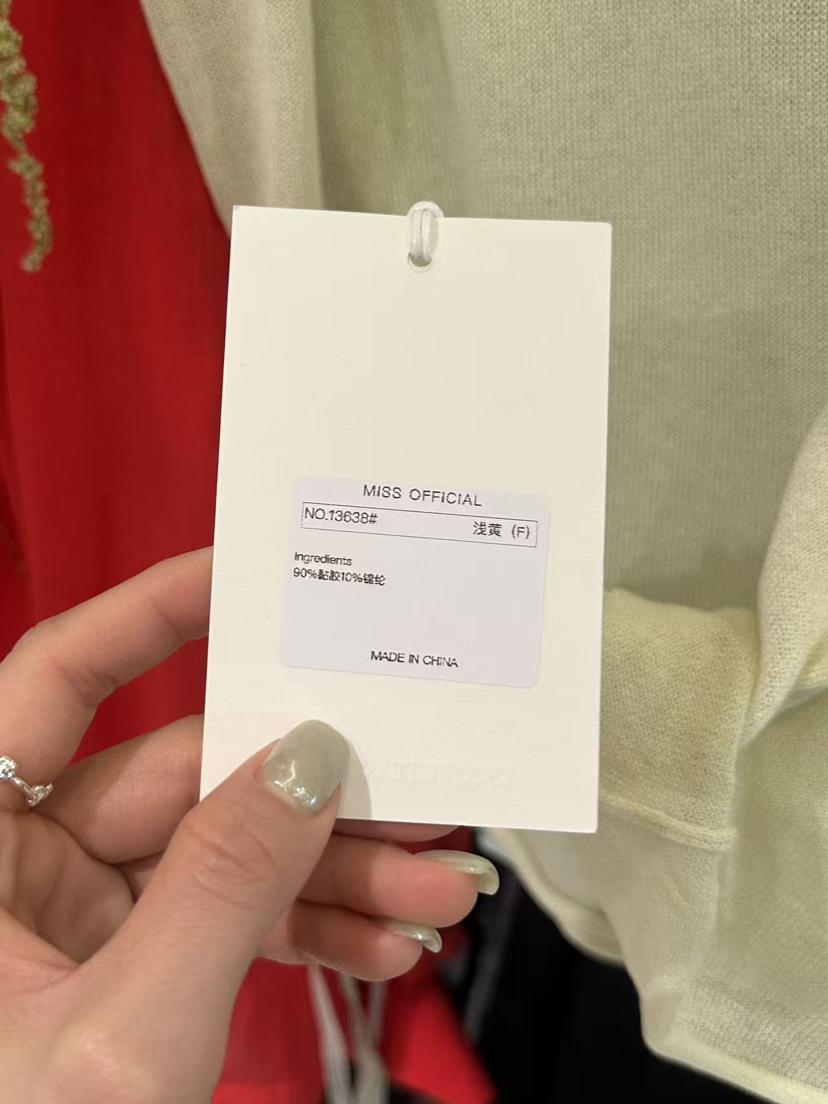 MISS OFFICIAL
NO.13638# 浅黄 (F)
Ingredients
90%黏胶10%锦纶
MADE IN CHINA